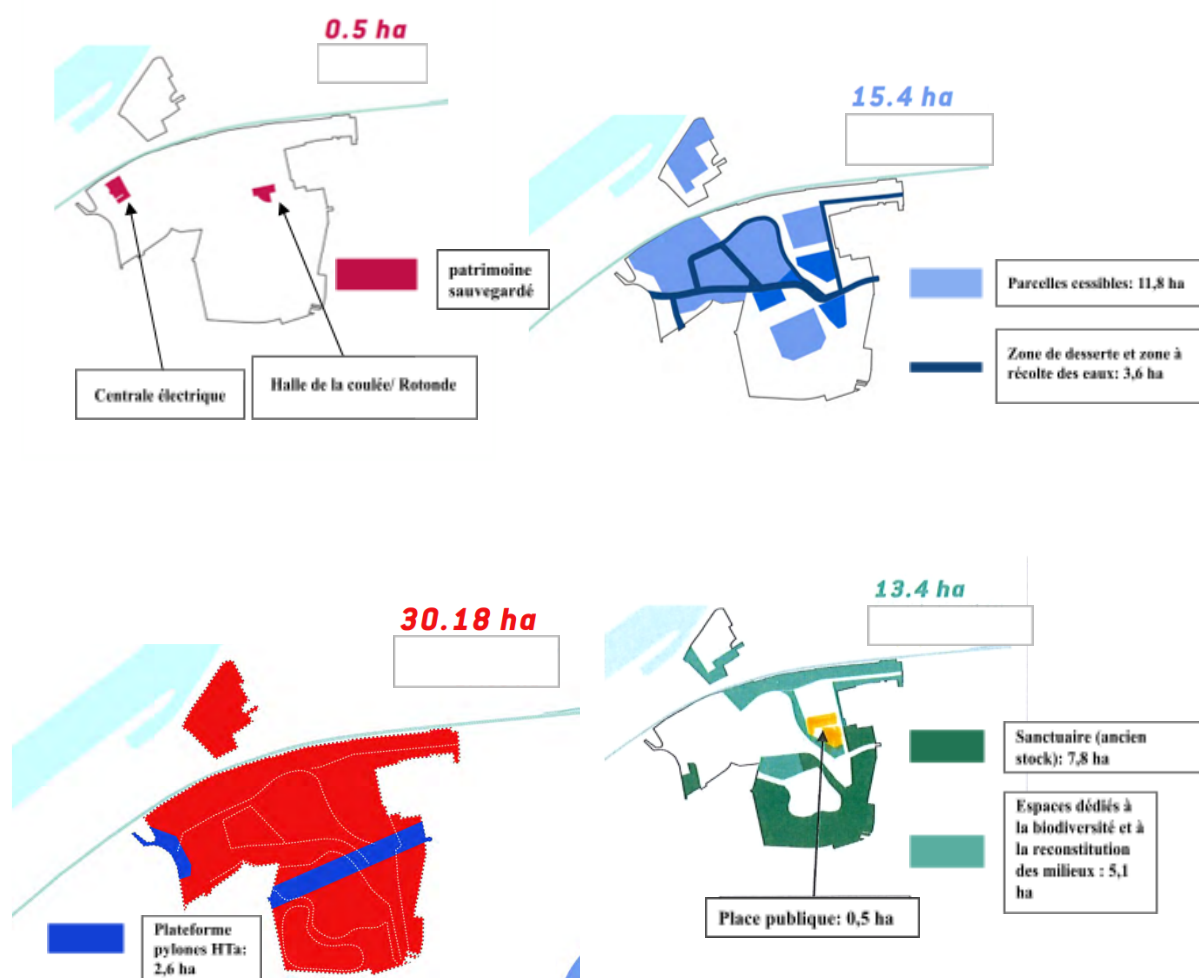 0.5 ha
patrimoine
sauvegardé
Centrale électrique
Halle de la coulée/ Rotonde
15.4 ha
Parcelles cessibles: 11,8 ha
Zone de desserte et zone à
récolte des eaux: 3,6 ha
30.18 ha
Plateforme
pylones HTa:
2,6 ha
13.4 ha
Sanctuaire (ancien
stock): 7,8 ha
Espaces dédiés à
la biodiversité et à
la reconstitution
des milieux : 5,1
ha
Place publique: 0,5 ha